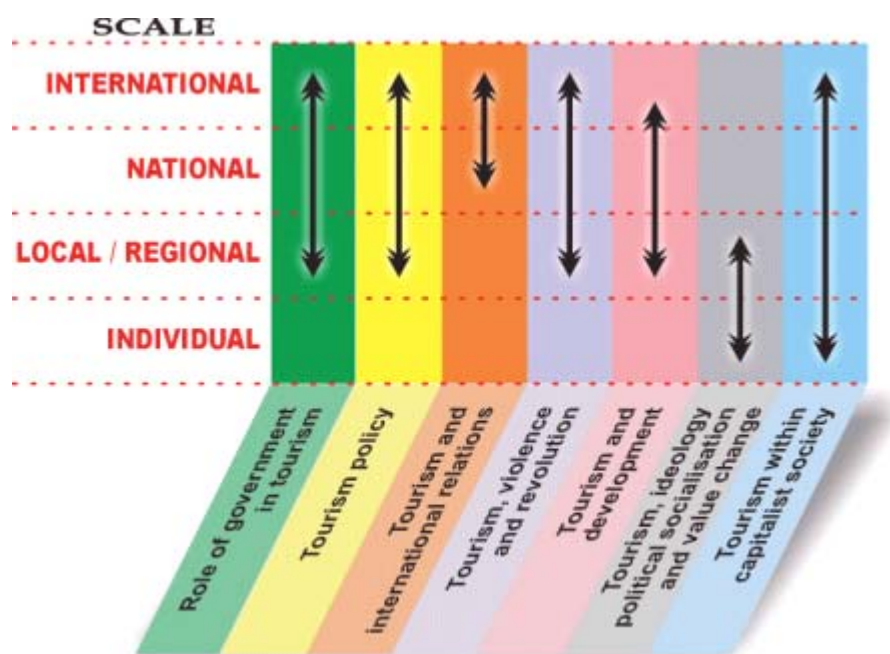 SCALE
INTERNATIONAL
NATIONAL
LOCAL / REGIONAL
INDIVIDUAL
Role of government
in tourism
Tourism policy
Tourism and
international relations
Tourism, violence
and revolution
Tourism and
development
Tourism, ideology
political socialisation
and value change
Tourism within
capitalist society